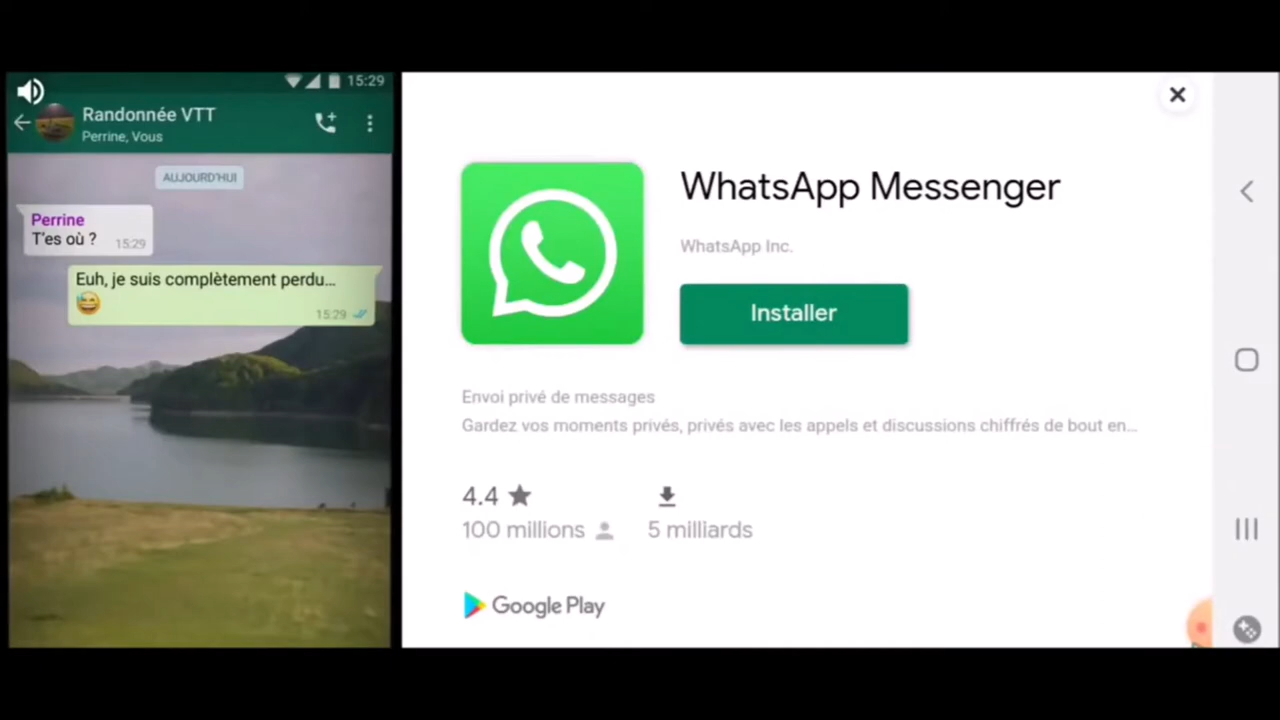 15:29
Randonnée VTT
Perrine, Vous
AUJOURD'HUI
Perrine
T'es où ? 15:29
Euh, je suis complètement perdu...
15:29
WhatsApp Messenger
WhatsApp Inc.
Installer
Envoi privé de messages
Gardez vos moments privés, privés avec les appels et discussions chiffrés de bout en...
4.4
100 millions
5 milliards
Google Play